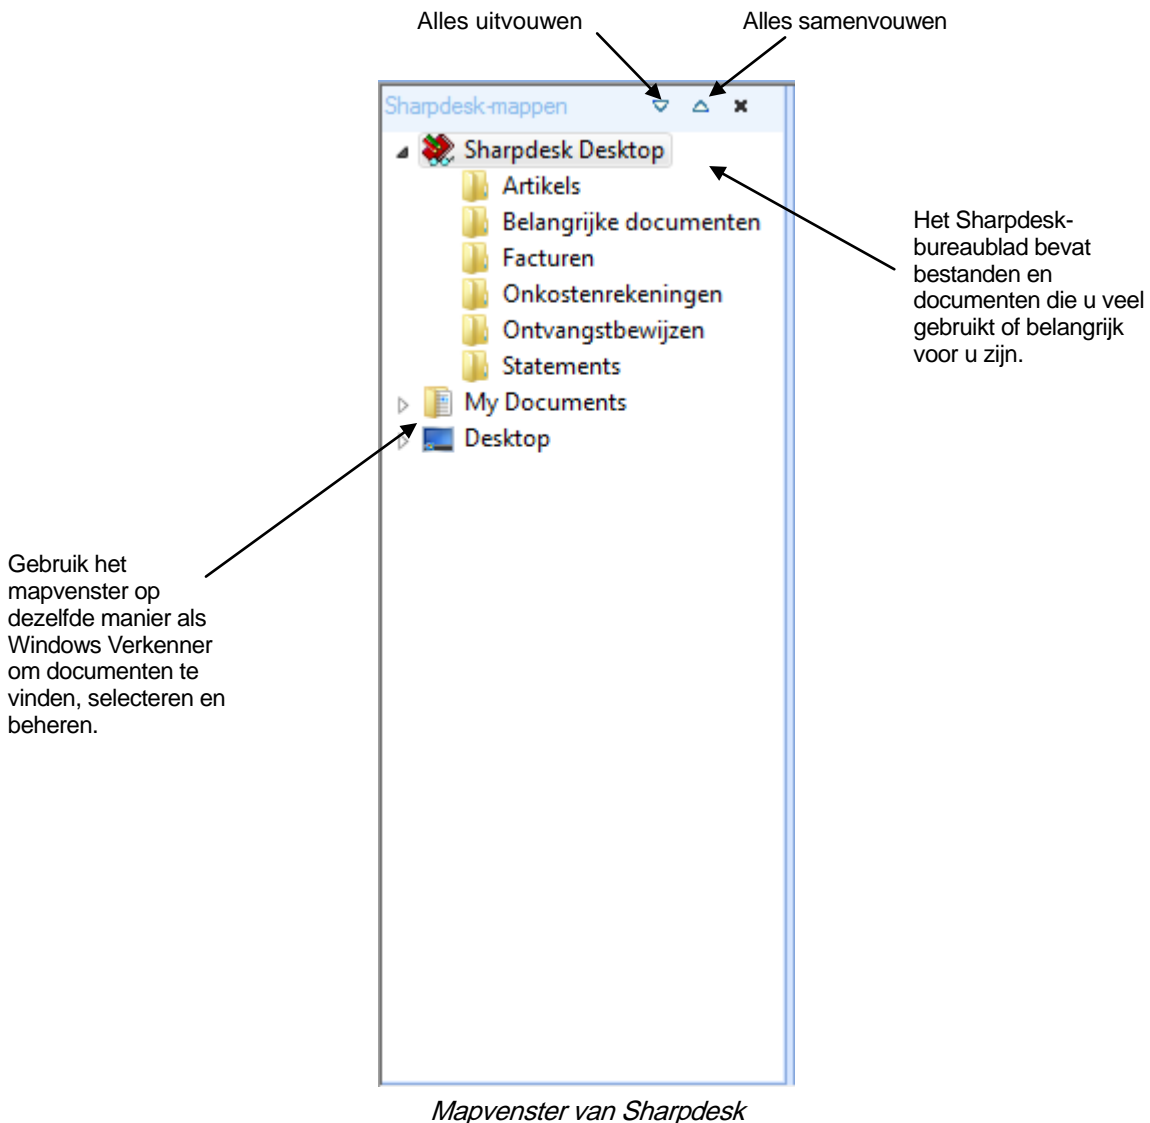 Alles uitvouwen
Alles samenvouwen
Sharpdesk-mappen
Sharpdesk Desktop
Artikels
Belangrijke documenten
Facturen
Onkostenrekeningen
Ontvangstbewijzen
Statements
My Documents
Desktop
Het Sharpdesk-
bureaublad bevat
bestanden en
documenten die u veel
gebruikt of belangrijk
voor u zijn.
Gebruik het
mapvenster op
dezelfde manier als
Windows Verkenner
om documenten te
vinden, selecteren en
beheren.
Mapvenster van Sharpdesk